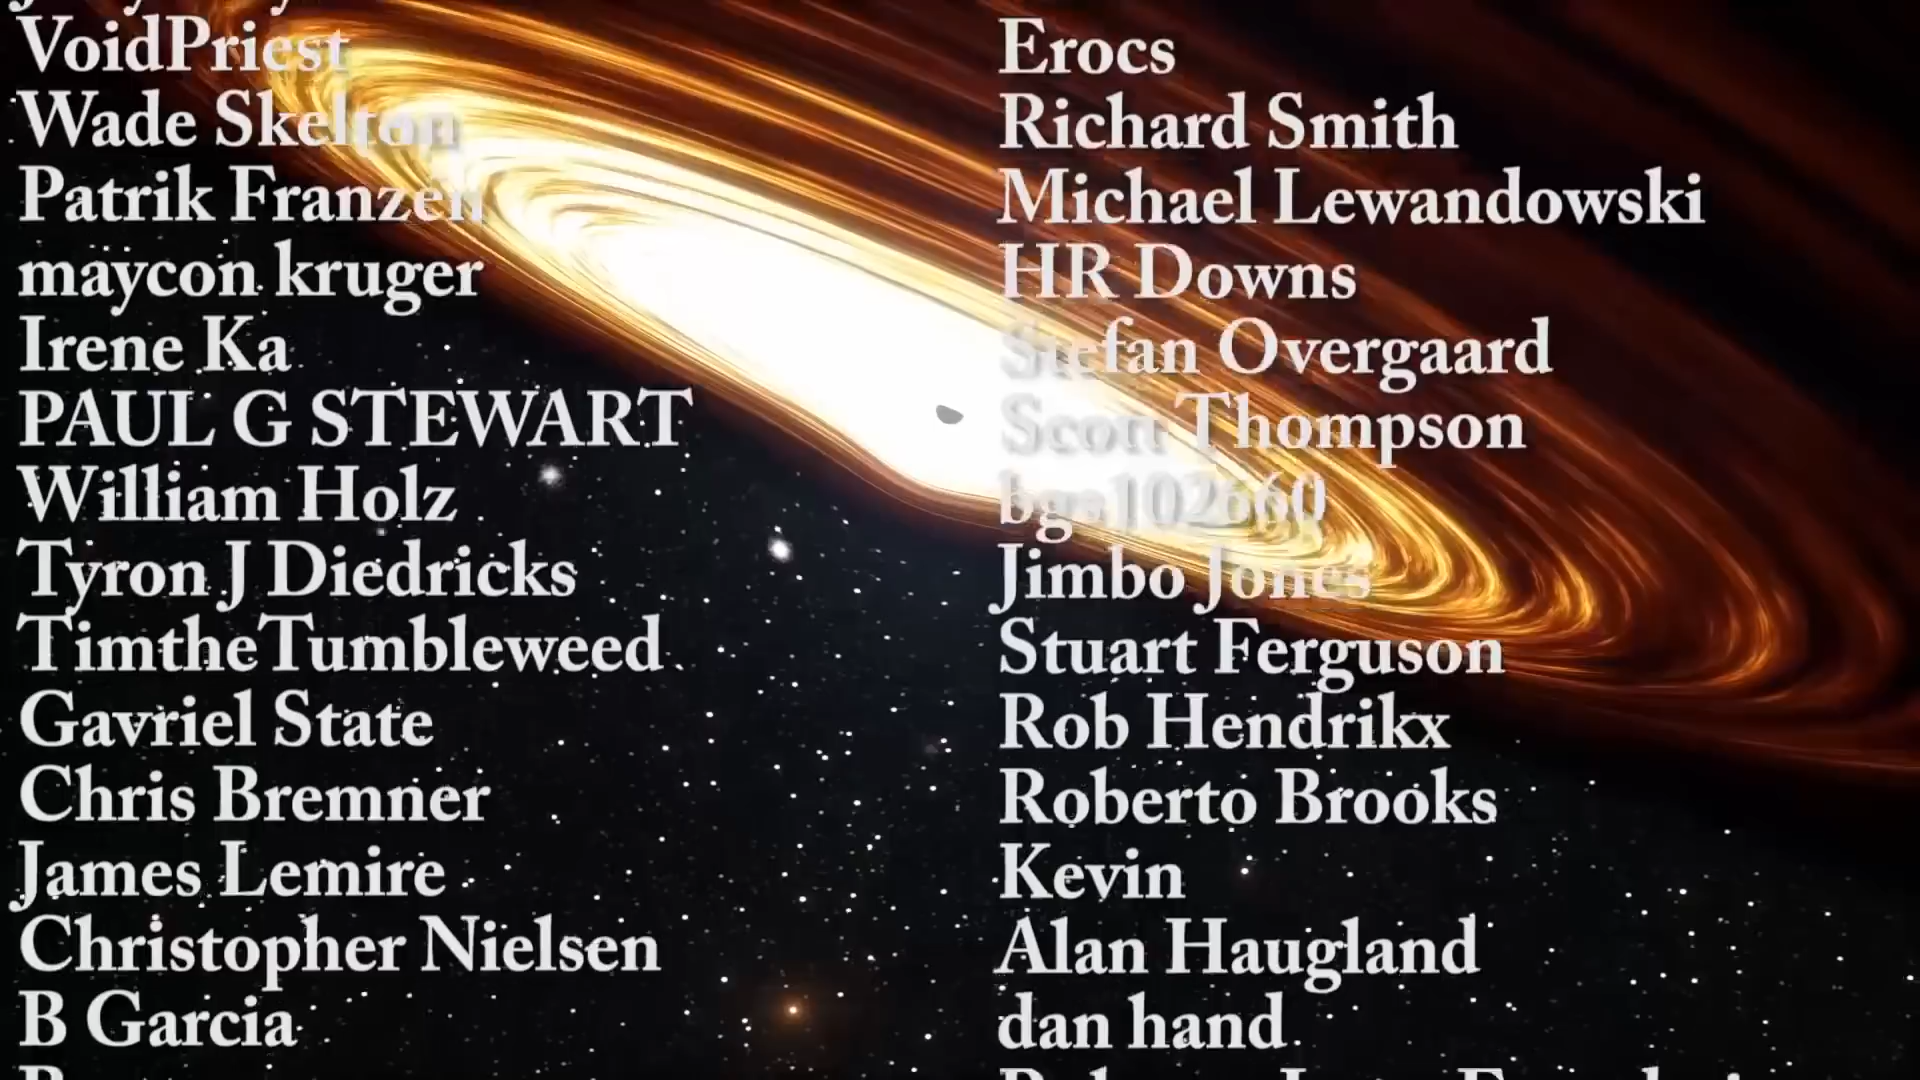 VoidPriest
Wade Skelton
Patrik Franzén
maycon kruger
Irene Ka
PAUL G STEWART
William Holz
Tyron J Diedricks
TimtheTumbleweed
Gavriel State
Chris Bremner
James Lemire
Christopher Nielsen
B Garcia
Erocs
Richard Smith
Michael Lewandowski
HR Downs
Stefan Overgaard
Scott Thompson
Jimbo Jones
Stuart Ferguson
Rob Hendrikx
Roberto Brooks
Kevin
Alan Haugland
dan hand